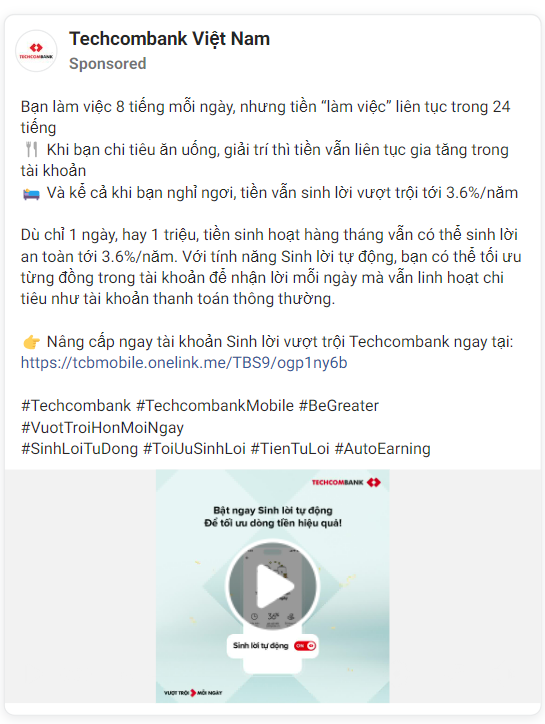 Techcombank Việt Nam
TECHCOMBANK
Sponsored
Bạn làm việc 8 tiếng mỗi ngày, nhưng tiền “làm việc” liên tục trong 24
tiếng
🍴 Khi bạn chi tiêu ăn uống, giải trí thì tiền vẫn liên tục gia tăng trong
tài khoản
🛌 Và kể cả khi bạn nghỉ ngơi, tiền vẫn sinh lời vượt trội tới 3.6%/năm
Dù chỉ 1 ngày, hay 1 triệu, tiền sinh hoạt hàng tháng vẫn có thể sinh lời
an toàn tới 3.6%/năm. Với tính năng Sinh lời tự động, bạn có thể tối ưu
từng đồng trong tài khoản để nhận lời mỗi ngày mà vẫn linh hoạt chi
tiêu như tài khoản thanh toán thông thường.
👉 Nâng cấp ngay tài khoản Sinh lời vượt trội Techcombank ngay tại:
https://tcbmobile.onelink.me/TBS9/ogp1ny6b
#Techcombank #TechcombankMobile #BeGreater
#VuotTroiHonMoiNgay
#SinhLoiTuDong #ToiUuSinhLoi #TienTuLoi #AutoEarning
TECHCOMBANK
Bật ngay Sinh lời tự động
Để tối ưu dòng tiền hiệu quả!
Sinh lời tự động ON
VƯỢT TRỘI MỖI NGÀY